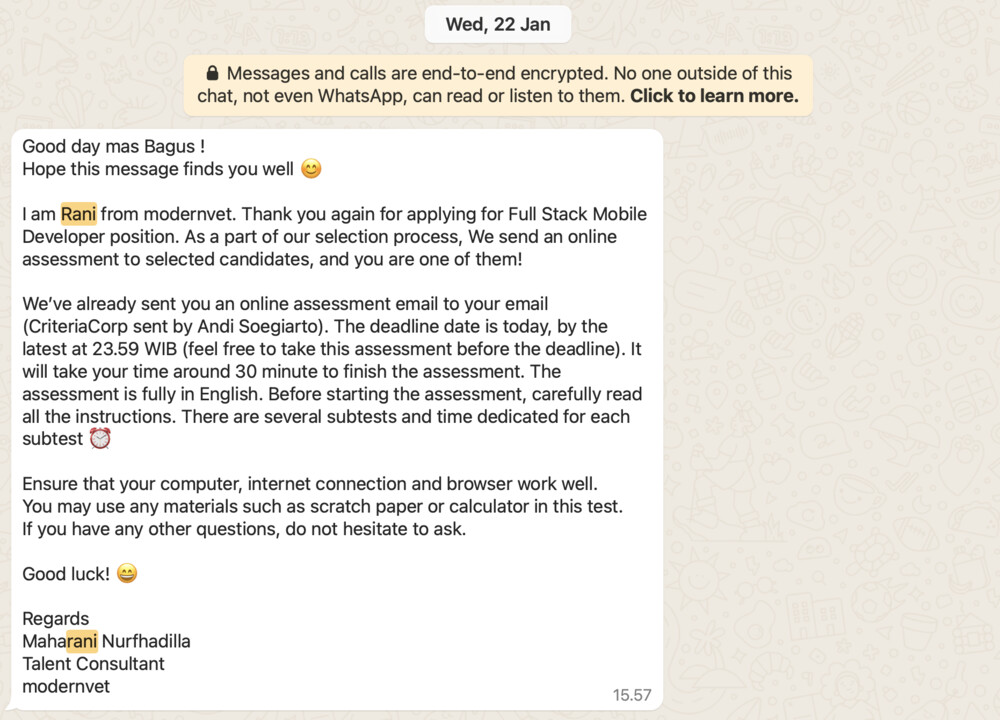 Wed, 22 Jan
🔒 Messages and calls are end-to-end encrypted. No one outside of this
chat, not even WhatsApp, can read or listen to them. Click to learn more.
Good day mas Bagus !
Hope this message finds you well 😊
I am Rani from modernvet. Thank you again for applying for Full Stack Mobile
Developer position. As a part of our selection process, We send an online
assessment to selected candidates, and you are one of them!
We’ve already sent you an online assessment email to your email
(CriteriaCorp sent by Andi Soegiarto). The deadline date is today, by the
latest at 23.59 WIB (feel free to take this assessment before the deadline). It
will take your time around 30 minute to finish the assessment. The
assessment is fully in English. Before starting the assessment, carefully read
all the instructions. There are several subtests and time dedicated for each
subtest ⏰
Ensure that your computer, internet connection and browser work well.
You may use any materials such as scratch paper or calculator in this test.
If you have any other questions, do not hesitate to ask.
Good luck! 😄
Regards
Maharani Nurfhadilla
Talent Consultant
modernvet
15.57